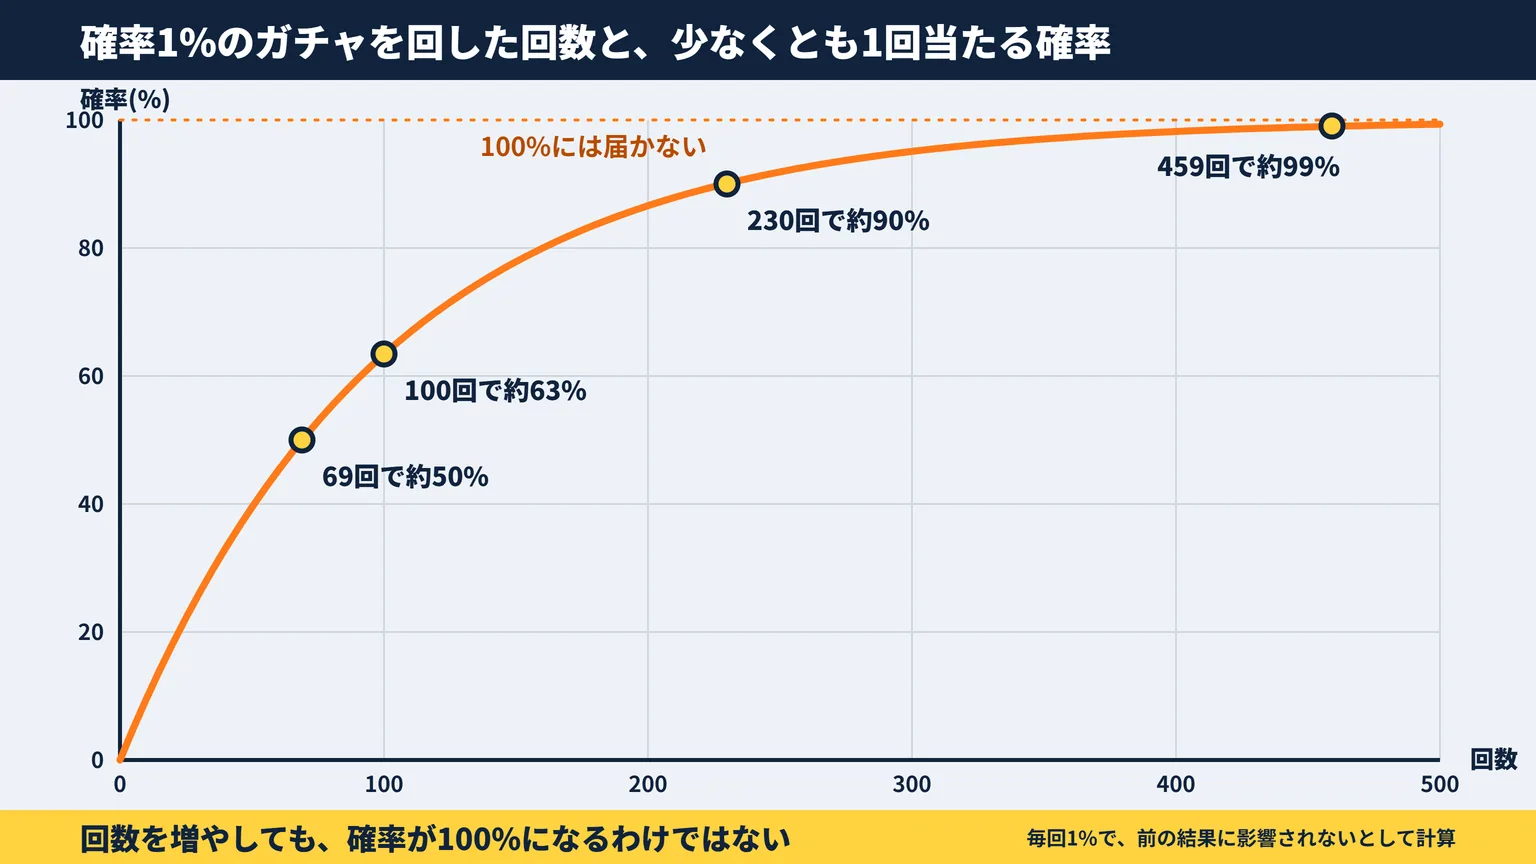 確率1%のガチャを回した回数と、少なくとも1回当たる確率
確率(%)
100
100%には届かない
459回で約99%
230回で約90%
80
60
100回で約63%
69回で約50%
40
20
0
回数
0 100 200 300 400 500
回数を増やしても、確率が100%になるわけではない
毎回1%で、前の結果に影響されないとして計算